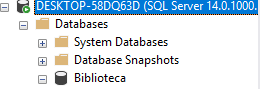 DESKTOP-58DQ63D (SQL Server 14.0.1000.
Databases
System Databases
Database Snapshots
Biblioteca